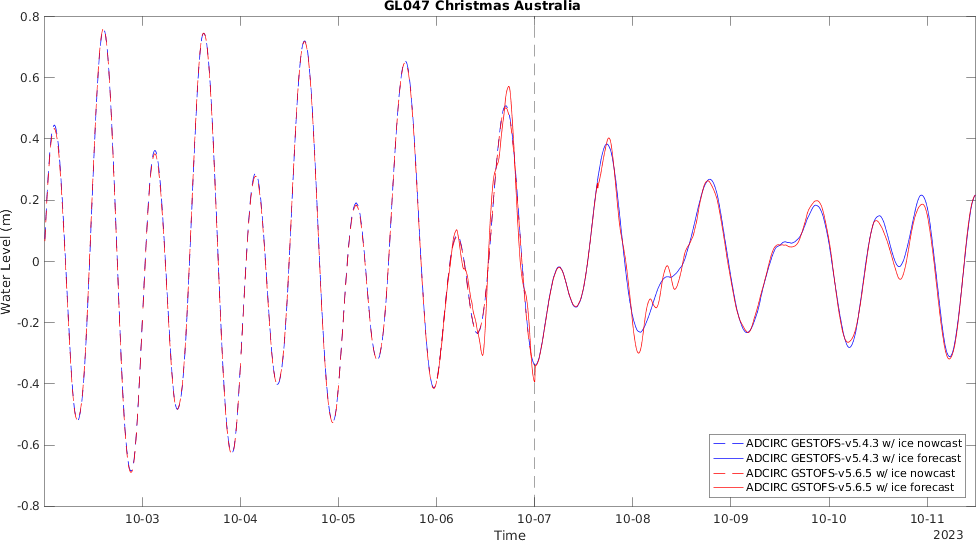 GL047 Christmas Australia
Water Level (m)
0.8
0.6
0.4
0.2
0
-0.2
-0.4
-0.6
-0.8
ADCIRC GESTOFS-v5.4.3 w/ ice nowcast
ADCIRC GESTOFS-v5.4.3 w/ ice forecast
ADCIRC GSTOFS-v5.6.5 w/ ice nowcast
ADCIRC GSTOFS-v5.6.5 w/ ice forecast
10-03 10-04 10-05 10-06 10-07 10-08 10-09 10-10 10-11
Time
2023